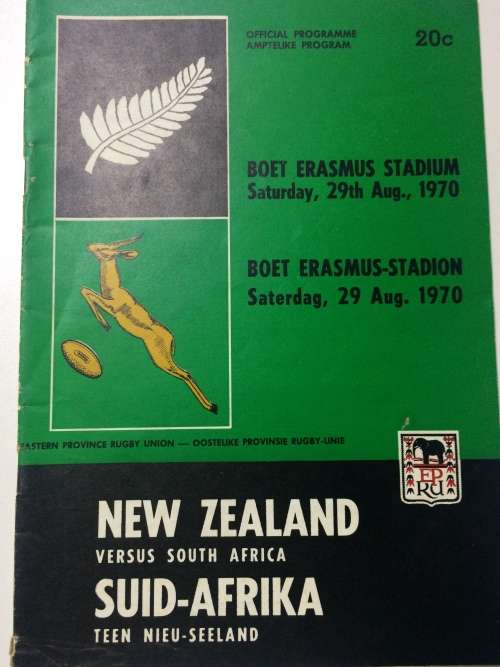 OFFICIAL PROGRAMME
AMPTELIKE PROGRAM
20c
BOET ERASMUS STADIUM
Saturday, 29th Aug., 1970
BOET ERASMUS-STADION
Saterdag, 29 Aug. 1970
EASTERN PROVINCE RUGBY UNION — OOSTELIKE PROVINSIE RUGBY-UNIE
EP
RU
NEW ZEALAND
VERSUS SOUTH AFRICA
SUID-AFRIKA
TEEN NIEU-SEELAND